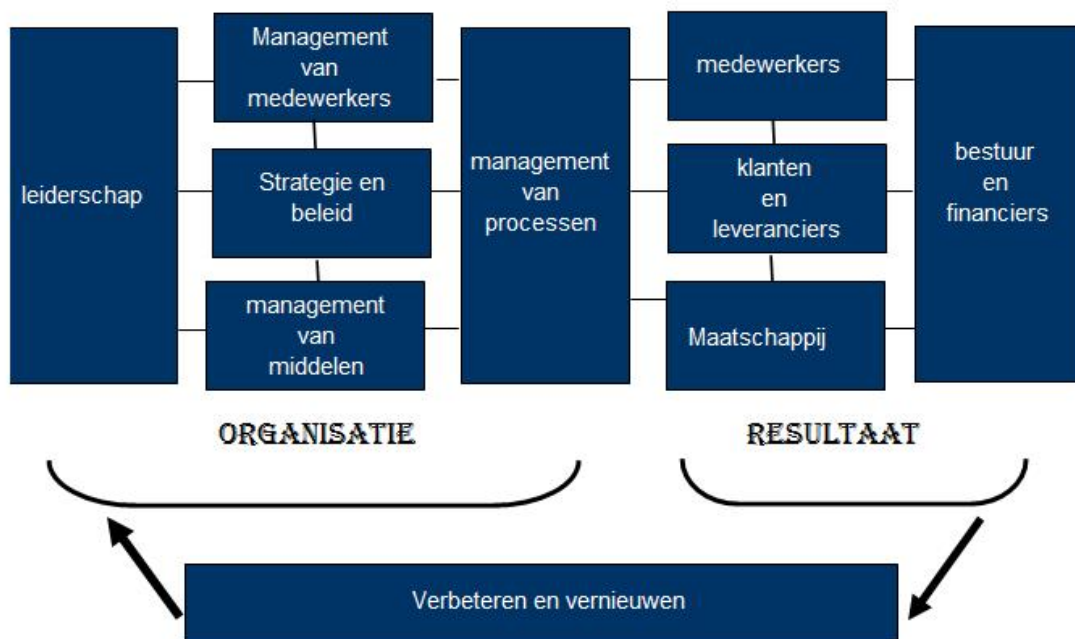 leiderschap
Management
van
medewerkers
Strategie en
beleid
management
van
middelen
management
van
processen
medewerkers
klanten
en
leveranciers
Maatschappij
bestuur
en
financiers
ORGANISATIE
RESULTAAT
Verbeteren en vernieuwen